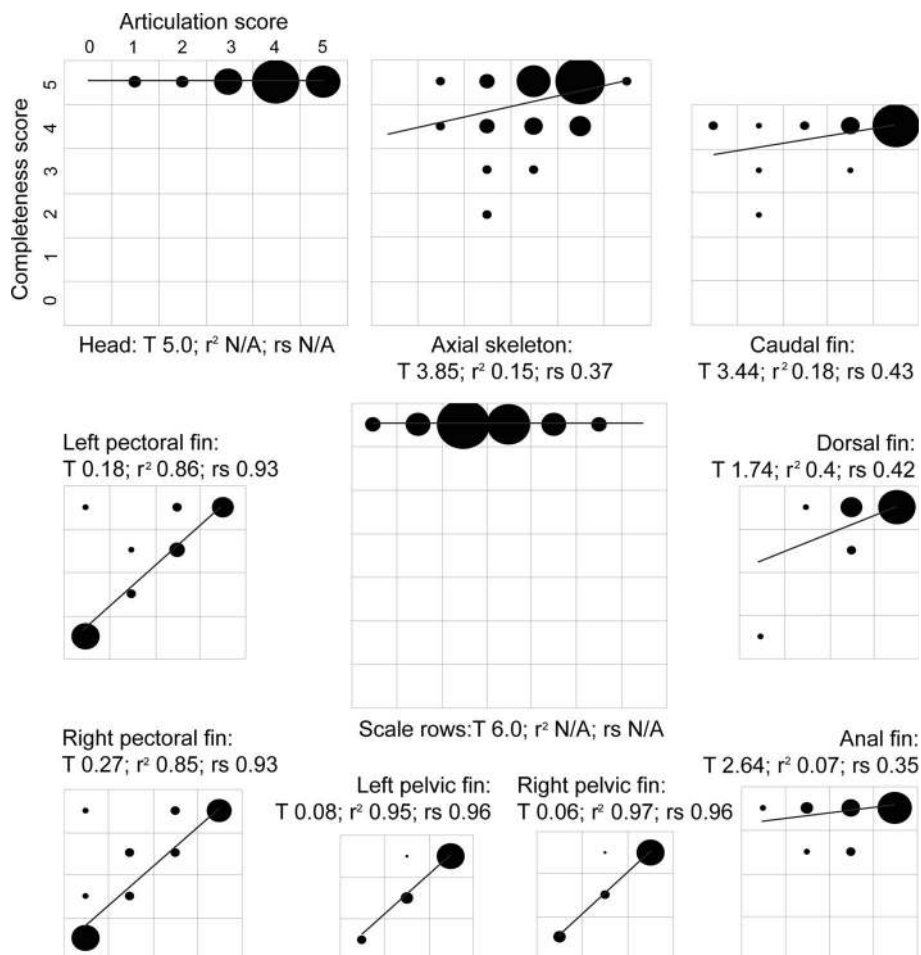 Articulation score
0 1 2 3 4 5
Completeness score
5
4
3
2
1
0
Head: T 5.0; r² N/A; rs N/A
Axial skeleton:
T 3.85; r² 0.15; rs 0.37
Caudal fin:
T 3.44; r² 0.18; rs 0.43
Left pectoral fin:
T 0.18; r² 0.86; rs 0.93
Dorsal fin:
T 1.74; r² 0.4; rs 0.42
Scale rows:T 6.0; r² N/A; rs N/A
Right pectoral fin:
T 0.27; r² 0.85; rs 0.93
Left pelvic fin:
T 0.08; r² 0.95; rs 0.96
Right pelvic fin:
T 0.06; r² 0.97; rs 0.96
Anal fin:
T 2.64; r² 0.07; rs 0.35